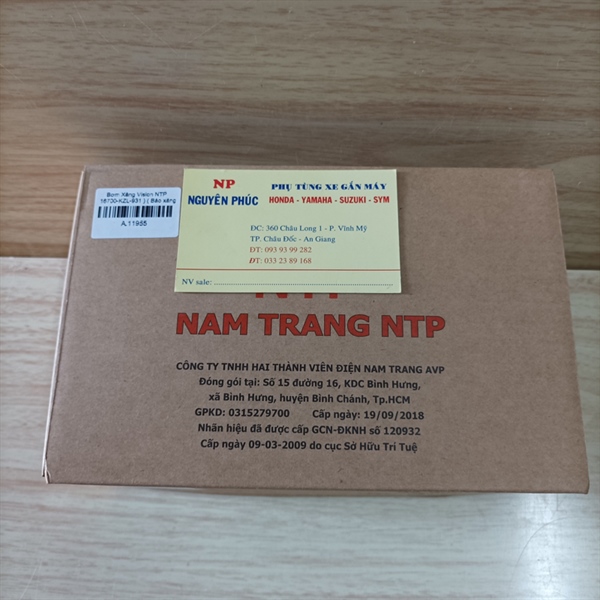 Bơm Xăng Vision NTP
16700-KZL-931 ) ( Báo xăng
A.11955
NP
NGUYÊN PHÚC
PHỤ TÙNG XE GẮN MÁY
HONDA - YAMAHA - SUZUKI - SYM
ĐC: 360 Châu Long 1 - P. Vĩnh Mỹ
TP. Châu Đốc - An Giang
ĐT: 093 93 99 282
ĐT: 033 23 89 168
NV sale:
NTP
NAM TRANG NTP
CÔNG TY TNHH HAI THÀNH VIÊN ĐIỆN NAM TRANG AVP
Đóng gói tại: Số 15 đường 16, KDC Bình Hưng,
xã Bình Hưng, huyện Bình Chánh, Tp.HCM
GPKD: 0315279700 Cấp ngày: 19/09/2018
Nhãn hiệu đã được cấp GCN-ĐKNH số 120932
Cấp ngày 09-03-2009 do cục Sở Hữu Trí Tuệ